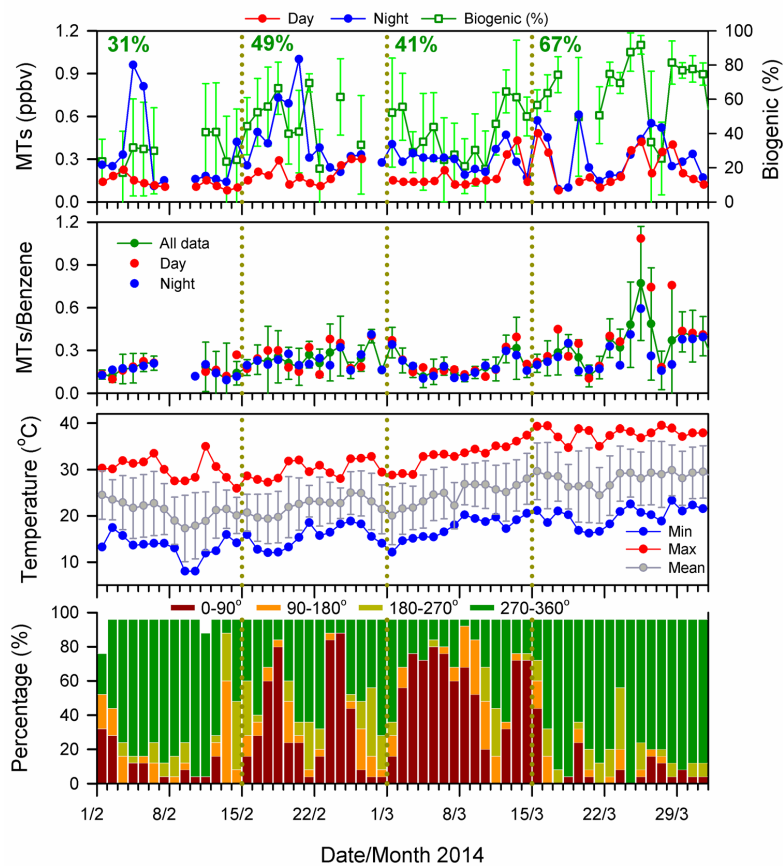 Day Night Biogenic (%)
31% 49% 41% 67%
MTs (ppbv)
1.2
0.9
0.6
0.3
0.0
Biogenic (%)
100
80
60
40
20
0
MTs/Benzene
1.2
0.9
0.6
0.3
0.0
All data
Day
Night
Temperature (°C)
40
30
20
10
Min
Max
Mean
Percentage (%)
100
80
60
40
20
0
0-90° 90-180° 180-270° 270-360°
1/2 8/2 15/2 22/2 1/3 8/3 15/3 22/3 29/3
Date/Month 2014